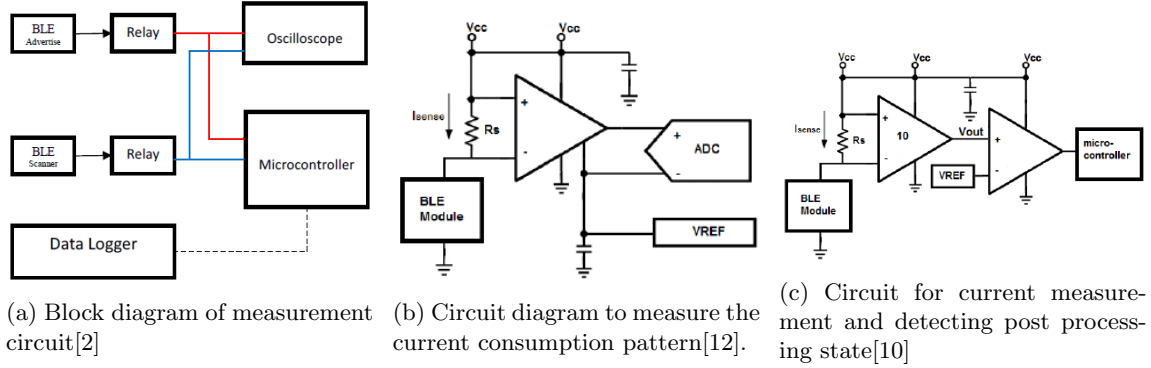 BLE
Advertise
Relay
Oscilloscope
BLE
Scanner
Relay
Microcontroller
Data Logger
(a) Block diagram of measurement
circuit[2]
Vcc
Vcc
Isense
Rs
+
-
+
-
ADC
BLE
Module
VREF
(b) Circuit diagram to measure the
current consumption pattern[12].
Vcc
Vcc
Vcc
Isense
Rs
+
-
10
Vout
+
-
VREF
micro-
controller
BLE
Module
(c) Circuit for current measure-
ment and detecting post process-
ing state[10]